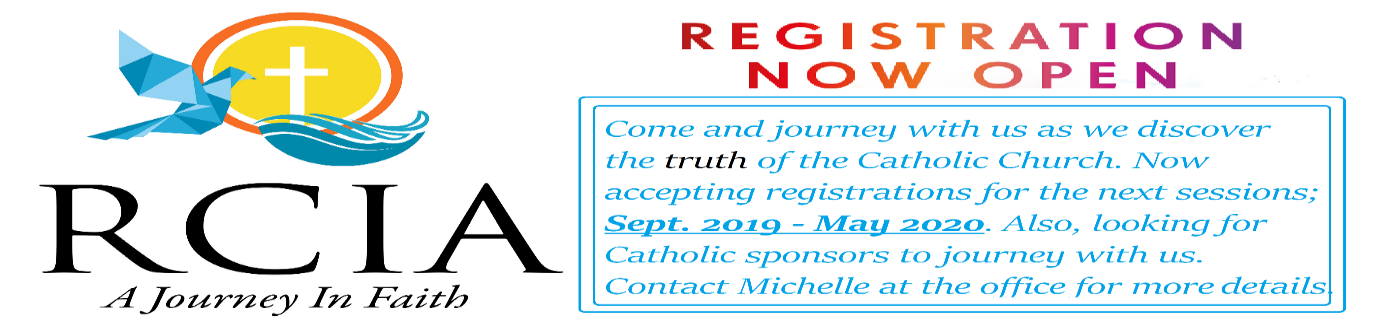 RCIA
A Journey In Faith
REGISTRATION
NOW OPEN
Come and journey with us as we discover
the truth of the Catholic Church. Now
accepting registrations for the next sessions;
Sept. 2019 - May 2020. Also, looking for
Catholic sponsors to journey with us.
Contact Michelle at the office for more details.